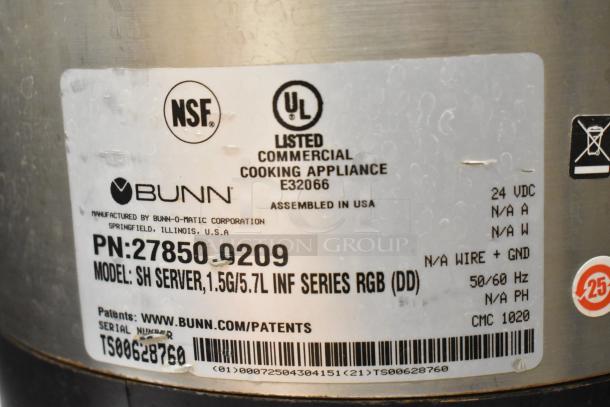 NSF®
UL
®
LISTED
COMMERCIAL
COOKING APPLIANCE
E32066
ASSEMBLED IN USA
BUNN®
MANUFACTURED BY BUNN-O-MATIC CORPORATION
SPRINGFIELD, ILLINOIS, U.S.A
PN:27850.0209
MODEL: SH SERVER,1.5G/5.7L INF SERIES RGB (DD)
24 VDC
N/A A
N/A W
N/A WIRE + GND
50/60 Hz
N/A PH
CMC 1020
Patents: WWW.BUNN.COM/PATENTS
SERIAL NUMBER
TS00628760
(01)00072504304151(21)TS00628760
25
AUCTION GROUP